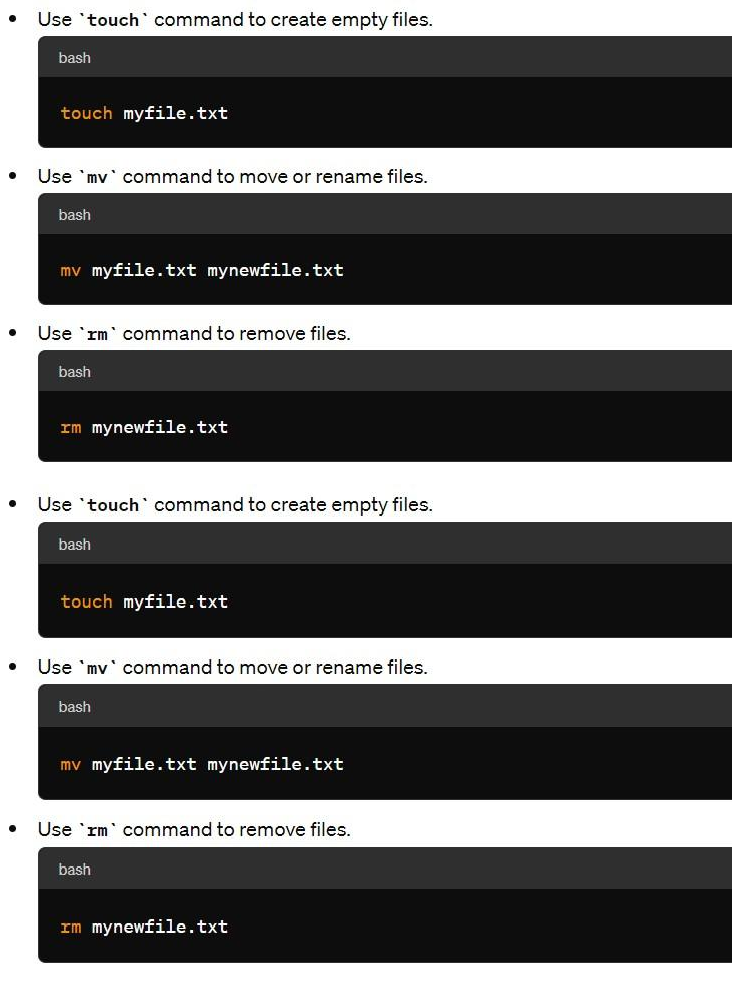 • Use `touch` command to create empty files.
bash
touch myfile.txt
• Use `mv` command to move or rename files.
bash
mv myfile.txt mynewfile.txt
• Use `rm` command to remove files.
bash
rm mynewfile.txt
• Use `touch` command to create empty files.
bash
touch myfile.txt
• Use `mv` command to move or rename files.
bash
mv myfile.txt mynewfile.txt
• Use `rm` command to remove files.
bash
rm mynewfile.txt